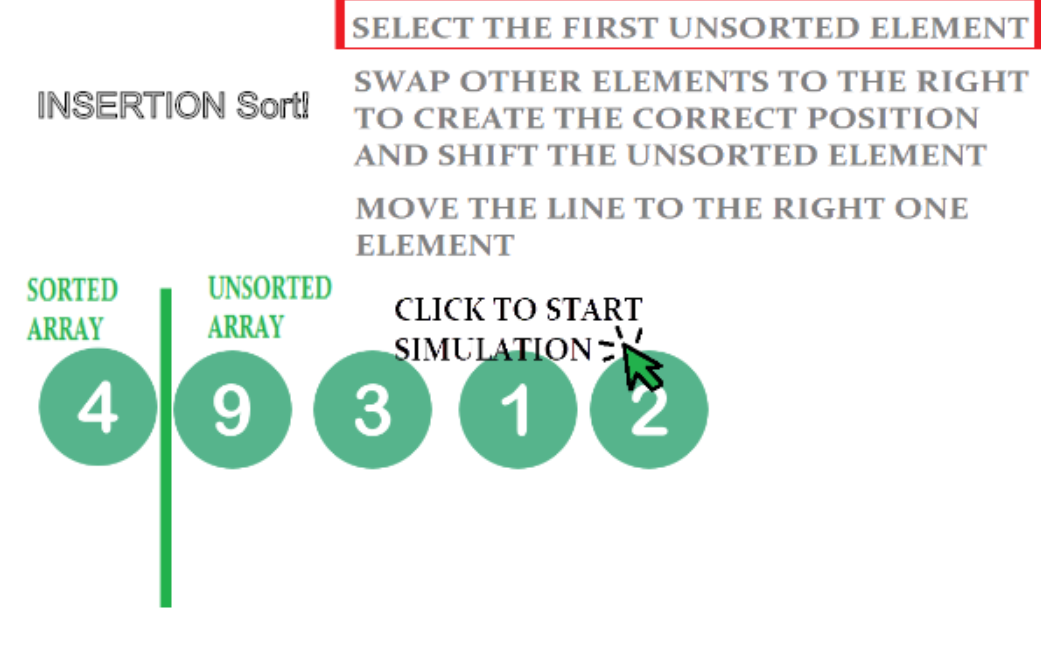 SELECT THE FIRST UNSORTED ELEMENT
INSERTION Sort!
SWAP OTHER ELEMENTS TO THE RIGHT
TO CREATE THE CORRECT POSITION
AND SHIFT THE UNSORTED ELEMENT
MOVE THE LINE TO THE RIGHT ONE
ELEMENT
SORTED
ARRAY
UNSORTED
ARRAY
CLICK TO START
SIMULATION
4 9 3 1 2